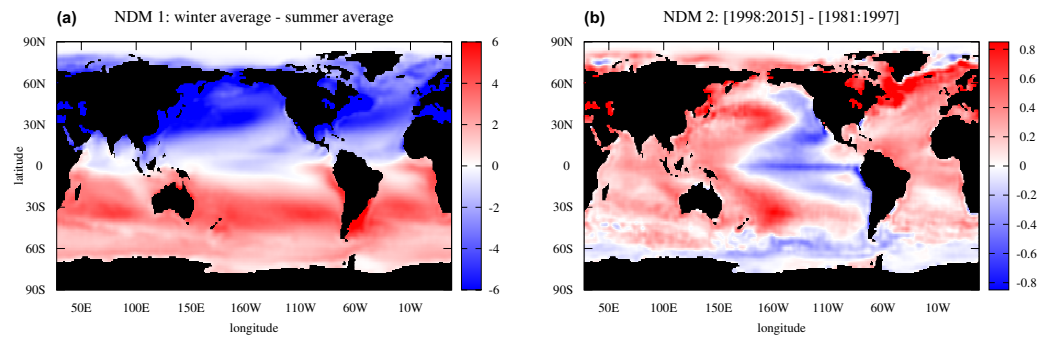 (a) NDM 1: winter average - summer average
90N
60N
30N
0
30S
60S
90S
latitude
50E 100E 150E 160W 110W 60W 10W
longitude
6
4
2
0
-2
-4
-6
(b) NDM 2: [1998:2015] - [1981:1997]
90N
60N
30N
0
30S
60S
90S
50E 100E 150E 160W 110W 60W 10W
longitude
0.8
0.6
0.4
0.2
0
-0.2
-0.4
-0.6
-0.8